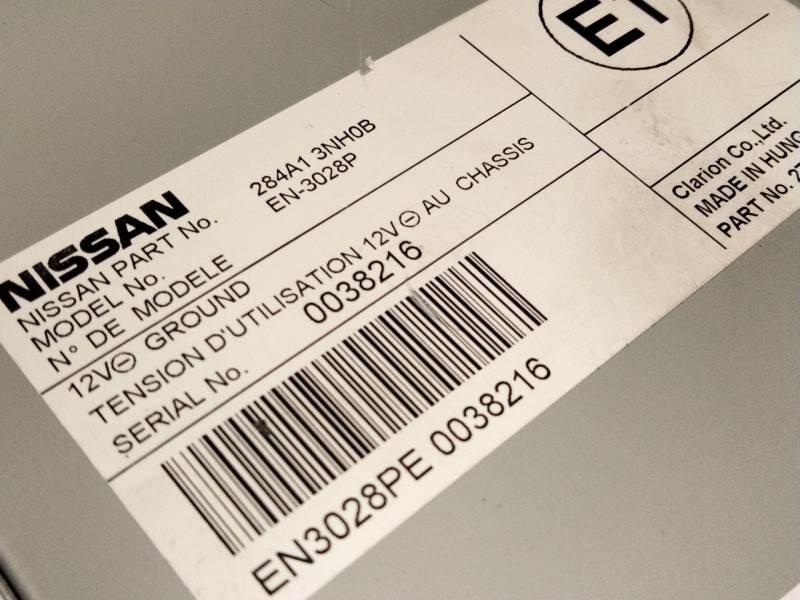 NISSAN
NISSAN PART No. 284A1 3NH0B
MODEL No. EN-3028P
N° DE MODELE
12V⊖ GROUND
TENSION D'UTILISATION 12V⊖ AU CHASSIS
SERIAL No. 0038216
EN3028PE 0038216
Clarion Co.,Ltd.
MADE IN HUNG
PART No. 27